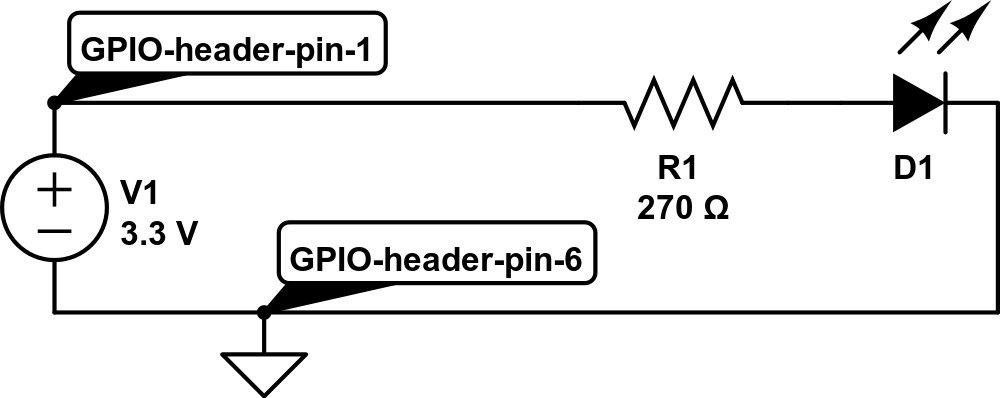 GPIO-header-pin-1
R1
270 Ω
D1
V1
3.3 V
GPIO-header-pin-6